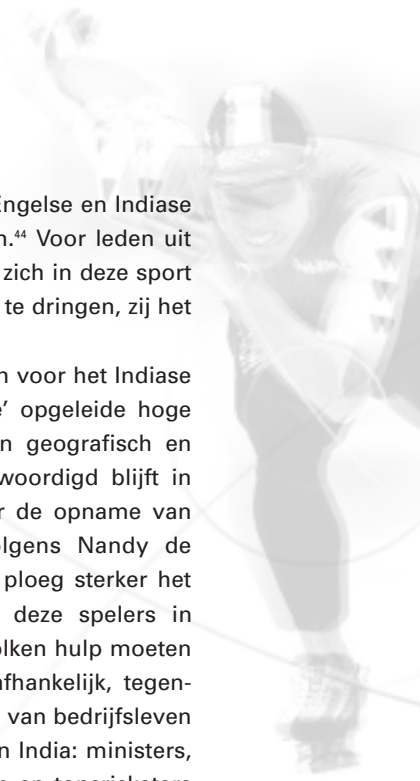 Engelse en Indiase
n.⁴⁴ Voor leden uit
zich in deze sport
te dringen, zij het
n voor het Indiase
e’ opgeleide hoge
n geografisch en
woordigd blijft in
r de opname van
olgens Nandy de
ploeg sterker het
deze spelers in
olken hulp moeten
afhankelijk, tegen-
van bedrijfsleven
n India: ministers,